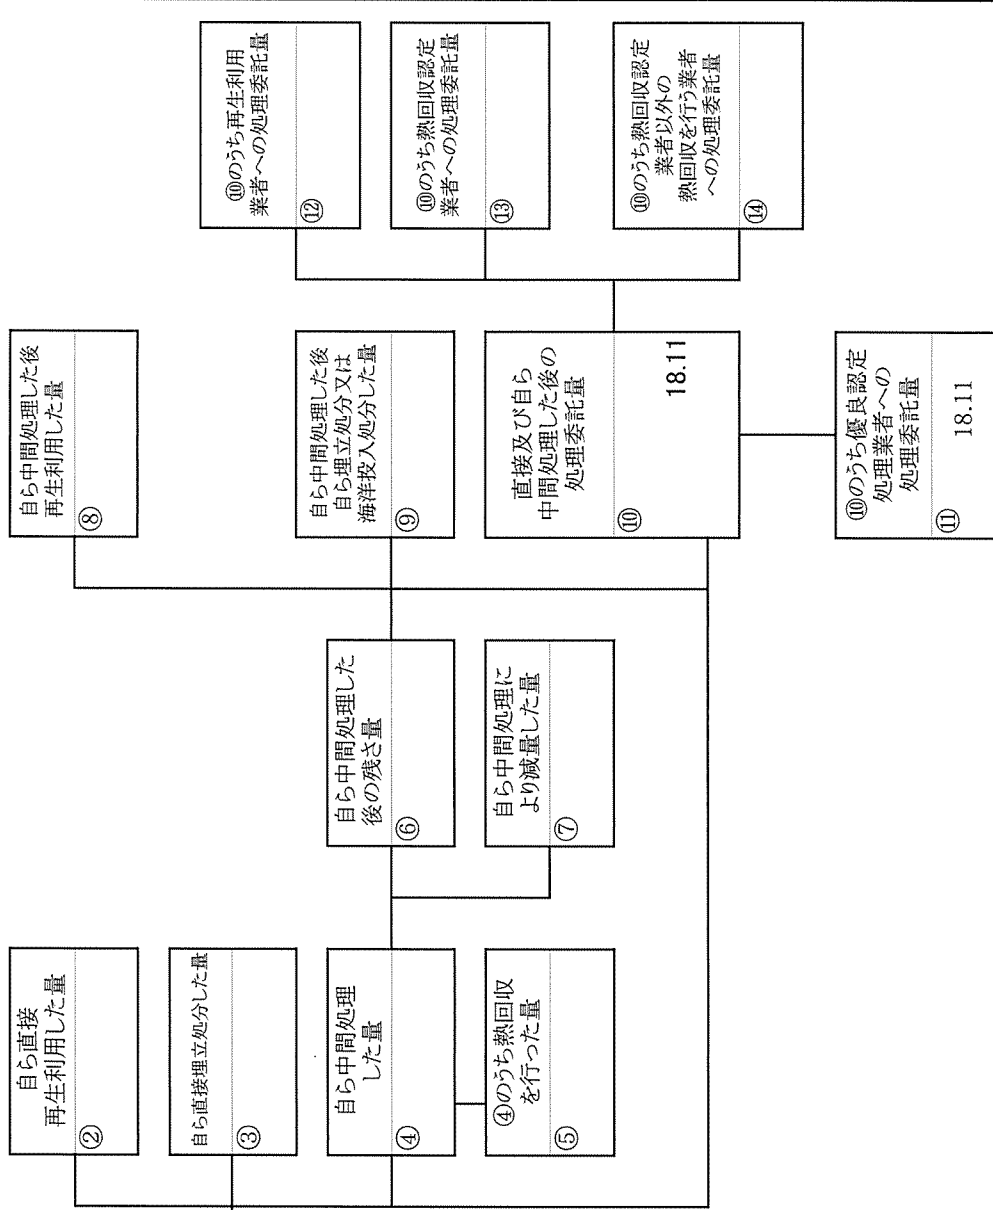 自ら直接
再生利用した量
②
自ら直接埋立処分した量
③
自ら中間処理
した量
④
④のうち熱回収
を行った量
⑤
自ら中間処理した
後の残さ量
⑥
自ら中間処理に
より減量した量
⑦
自ら中間処理した後
再生利用した量
⑧
自ら中間処理した後
自ら埋立処分又は
海洋投入処分した量
⑨
直接及び自ら
中間処理した後の
処理委託量
⑩
18.11
⑩のうち優良認定
処理業者への
処理委託量
⑪
18.11
⑩のうち再生利用
業者への処理委託量
⑫
⑩のうち熱回収認定
業者への処理委託量
⑬
⑩のうち熱回収認定
業者以外の
熱回収を行う業者
への処理委託量
⑭